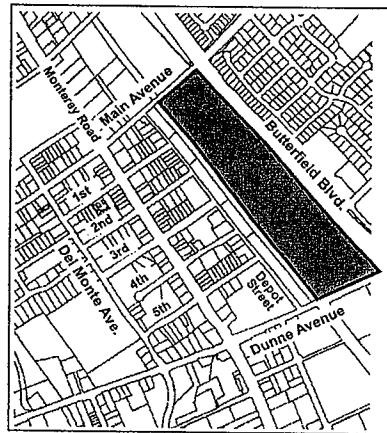 Monterey Road
Main Avenue
Butterfield Blvd.
1st
2nd
3rd
4th
5th
Del Monte Ave.
Depot
Street
Dunne Avenue